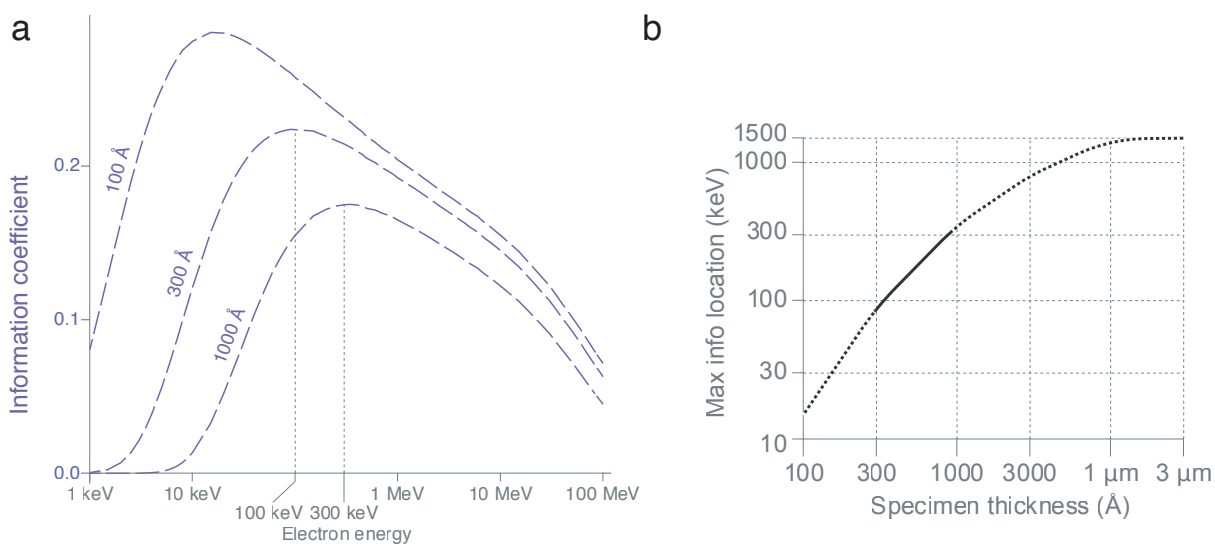 a
Information coefficient
0.2
0.1
0.0
100 Å
300 Å
1000 Å
1 keV
10 keV
1 MeV
10 MeV
100 MeV
100 keV 300 keV
Electron energy
b
Max info location (keV)
1500
1000
300
100
30
10
100 300 1000 3000 1 μm 3 μm
Specimen thickness (Å)